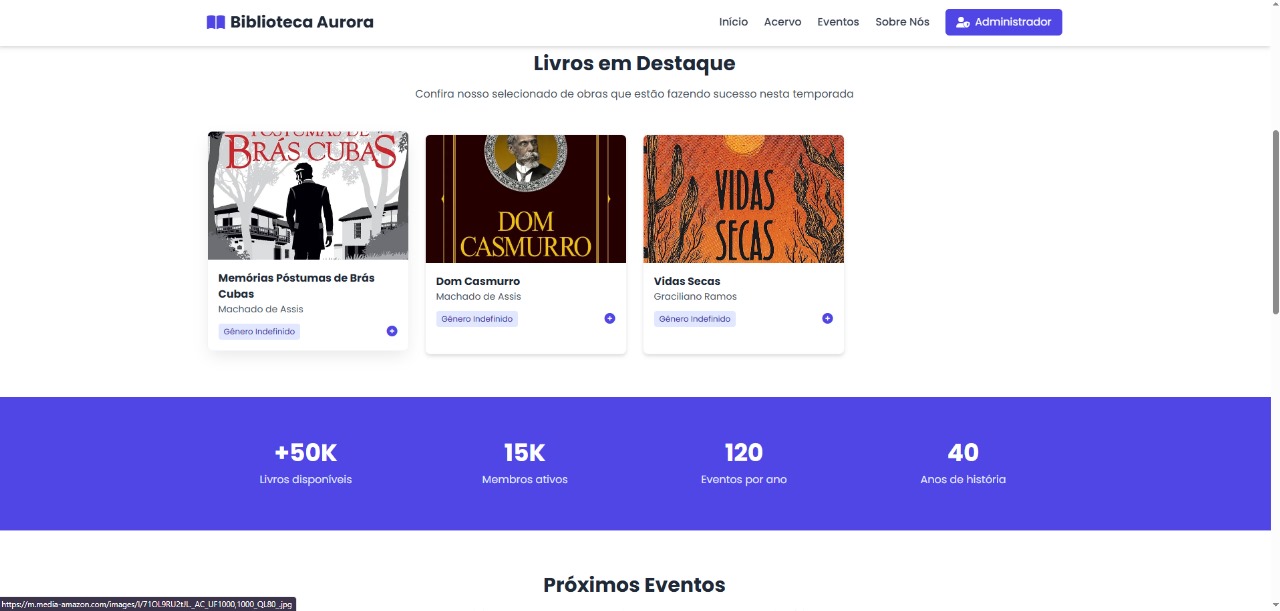 Biblioteca Aurora
Início Acervo Eventos Sobre Nós Administrador
Livros em Destaque
Confira nosso selecionado de obras que estão fazendo sucesso nesta temporada
PÓSTUMAS DE
BRÁS CUBAS
Memórias Póstumas de Brás
Cubas
Machado de Assis
Gênero Indefinido
DOM
CASMURRO
Dom Casmurro
Machado de Assis
Gênero Indefinido
VIDAS
SECAS
Vidas Secas
Graciliano Ramos
Gênero Indefinido
+50K
Livros disponíveis
15K
Membros ativos
120
Eventos por ano
40
Anos de história
Próximos Eventos
https://m.media-amazon.com/images/I/71OL9RU2tJL._AC_UF1000,1000_QL80_.jpg